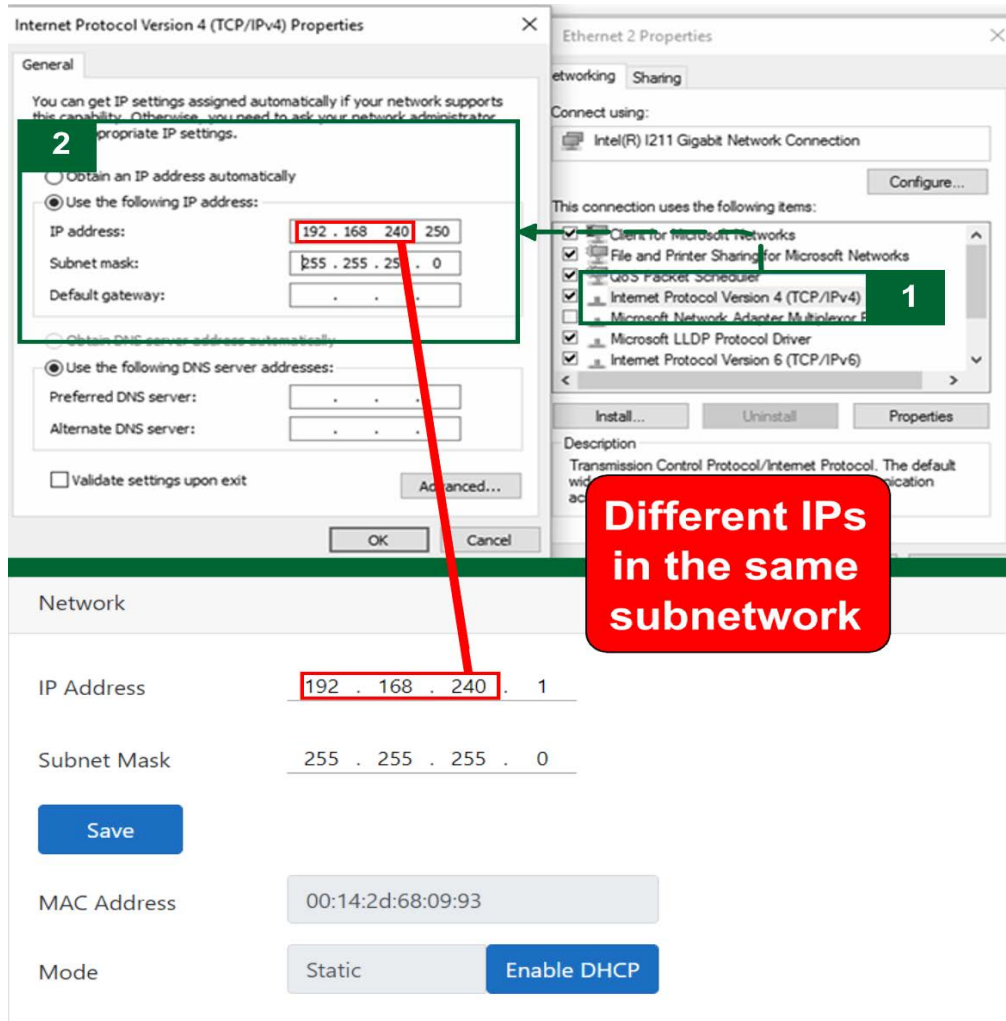 Internet Protocol Version 4 (TCP/IPv4) Properties
General
You can get IP settings assigned automatically if your network supports
this capability. Otherwise, you need to ask your network administrator
propriate IP settings.
2
Obtain an IP address automatically
Use the following IP address:
IP address: 192 . 168 240 250
Subnet mask: 255 . 255 . 25 . 0
Default gateway: . . .
Obtain DNS server address automatically
Use the following DNS server addresses:
Preferred DNS server: . . .
Alternate DNS server: . . .
Validate settings upon exit
Advanced...
OK Cancel
Ethernet 2 Properties
etworking Sharing
Connect using:
Intel(R) I211 Gigabit Network Connection
Configure...
This connection uses the following items:
Client for Microsoft Networks
File and Printer Sharing for Microsoft Networks
QoS Packet Scheduler
Internet Protocol Version 4 (TCP/IPv4)
1
Microsoft Network Adapter Multiplexor
Microsoft LLDP Protocol Driver
Internet Protocol Version 6 (TCP/IPv6)
Install... Uninstall Properties
Description
Transmission Control Protocol/Internet Protocol. The default
Different IPs
in the same
subnetwork
Network
IP Address 192 . 168 . 240 . 1
Subnet Mask 255 . 255 . 255 . 0
Save
MAC Address 00:14:2d:68:09:93
Mode Static Enable DHCP